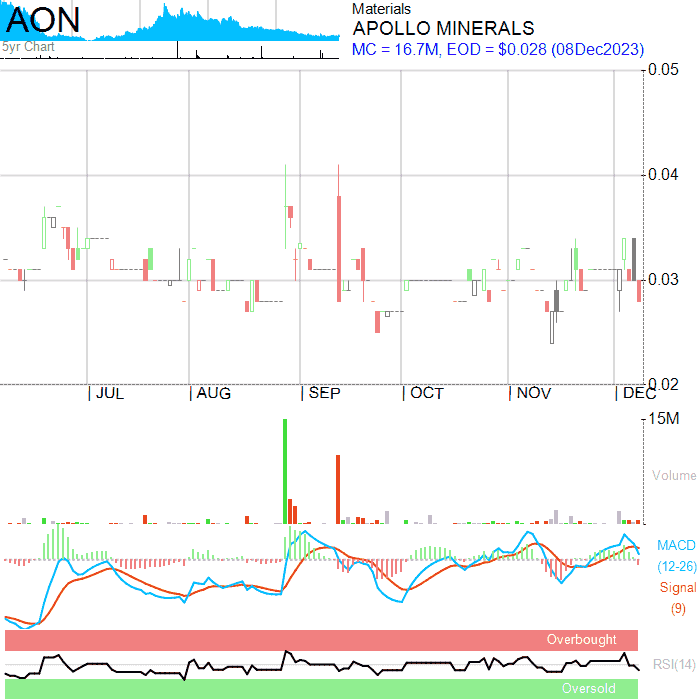 AON
5yr Chart
Materials
APOLLO MINERALS
MC = 16.7M, EOD = $0.028 (08Dec2023)
0.05
0.04
0.03
0.02
JUL AUG SEP OCT NOV DEC
15M
Volume
MACD
(12-26)
Signal
(9)
Overbought
RSI(14)
Oversold